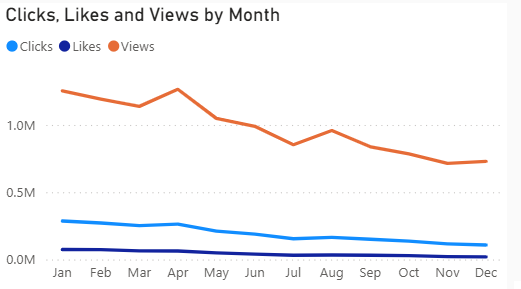 Clicks, Likes and Views by Month
Clicks Likes Views
1.0M
0.5M
0.0M
Jan Feb Mar Apr May Jun Jul Aug Sep Oct Nov Dec